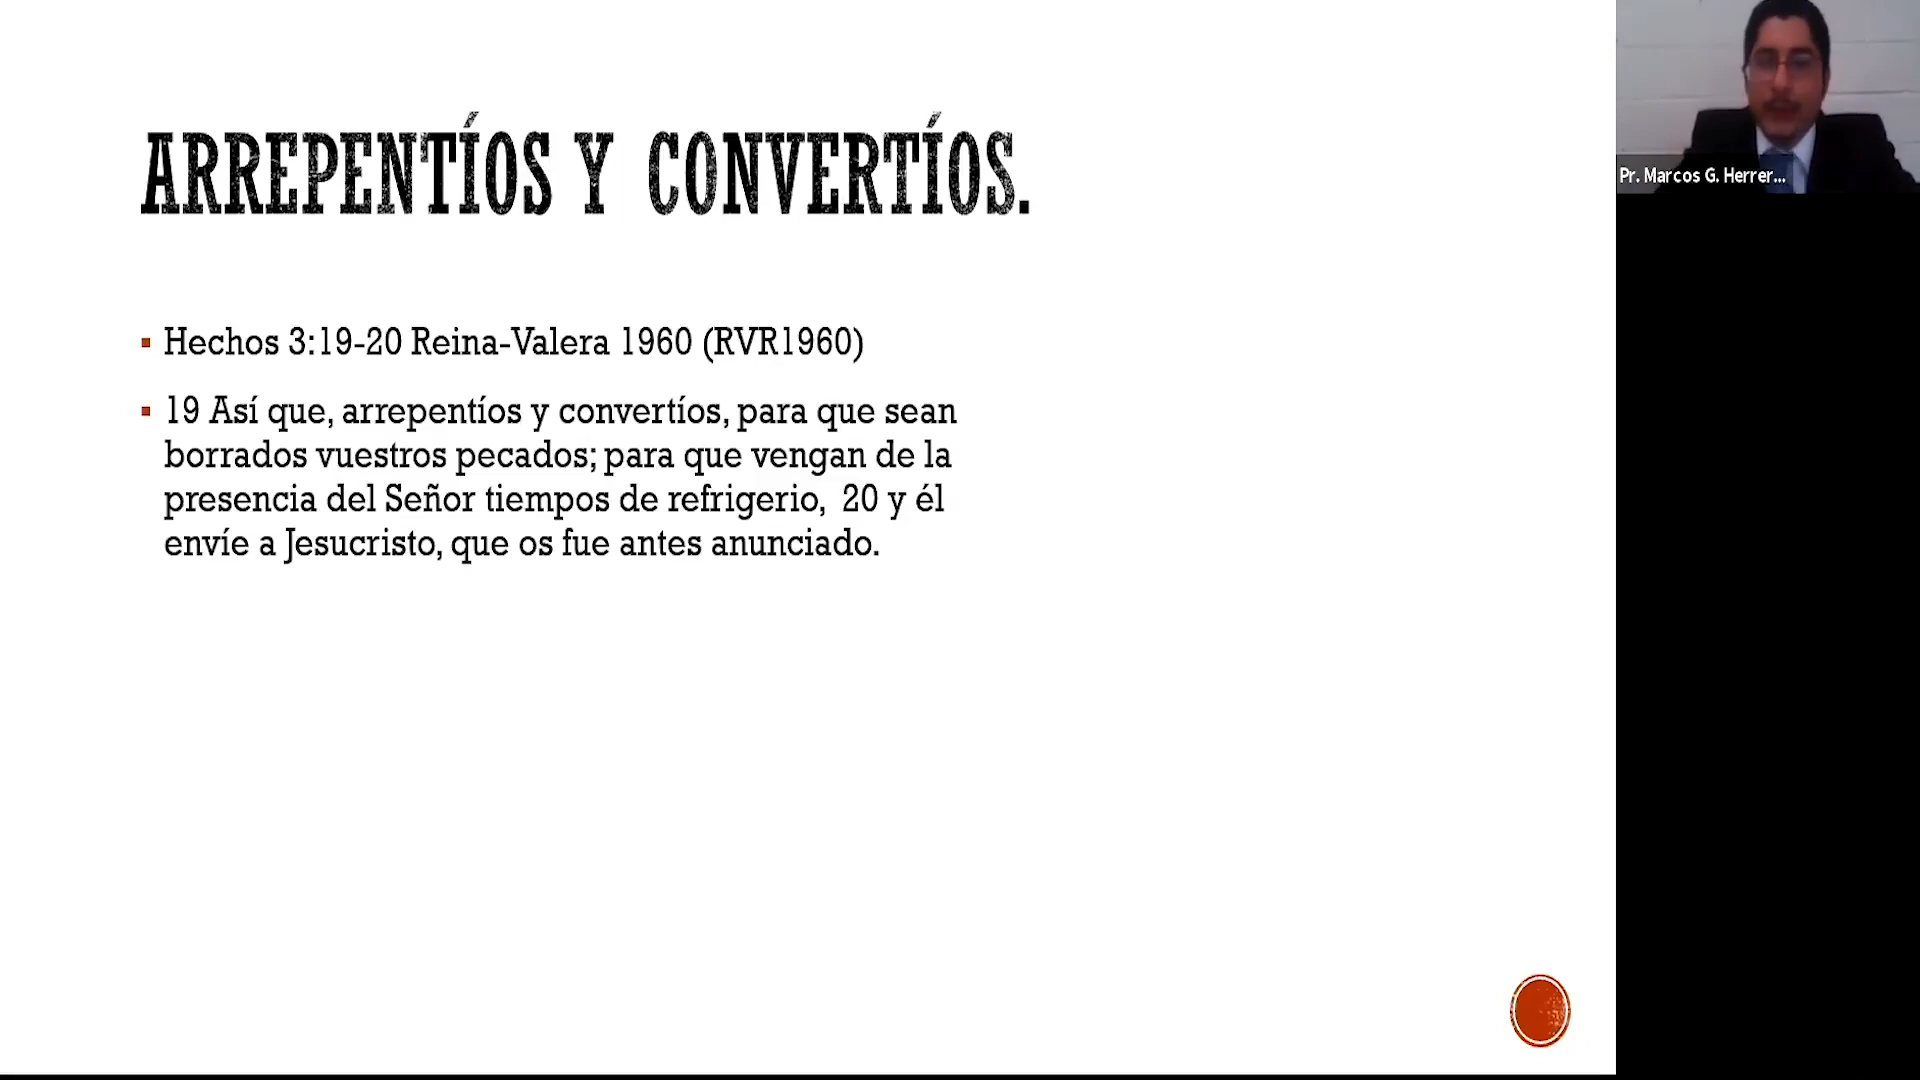 ARREPENTÍOS Y CONVERTÍOS.
Hechos 3:19-20 Reina-Valera 1960 (RVR1960)
19 Así que, arrepentíos y convertíos, para que sean
borrados vuestros pecados; para que vengan de la
presencia del Señor tiempos de refrigerio, 20 y él
envíe a Jesucristo, que os fue antes anunciado.
Pr. Marcos G. Herrer...